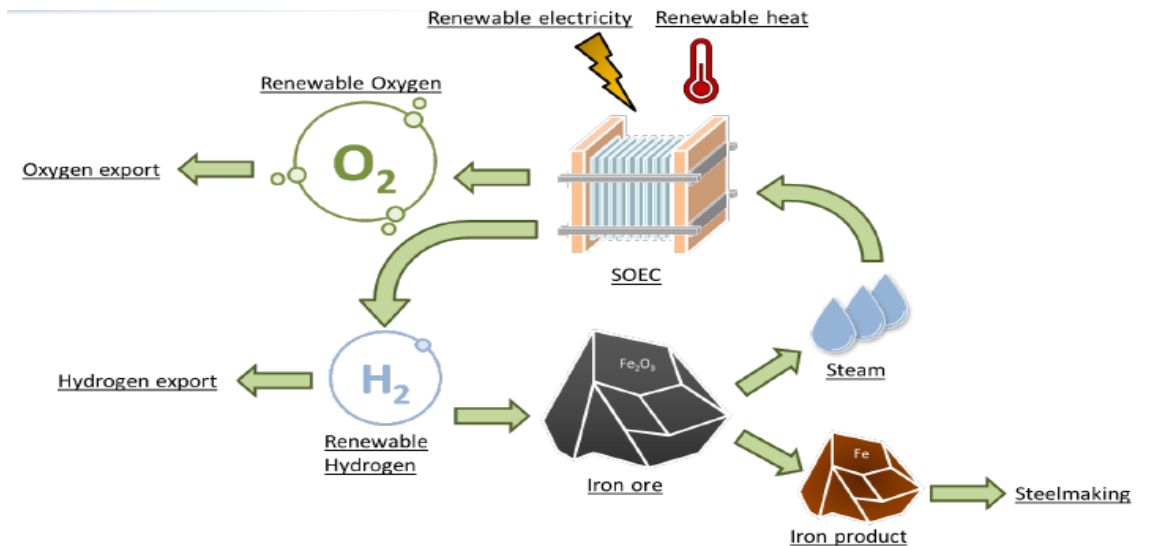 Renewable electricity
Renewable heat
Renewable Oxygen
O₂
Oxygen export
SOEC
H₂
Hydrogen export
Renewable
Hydrogen
Fe₂O₃
Iron ore
Steam
Fe
Iron product
Steelmaking